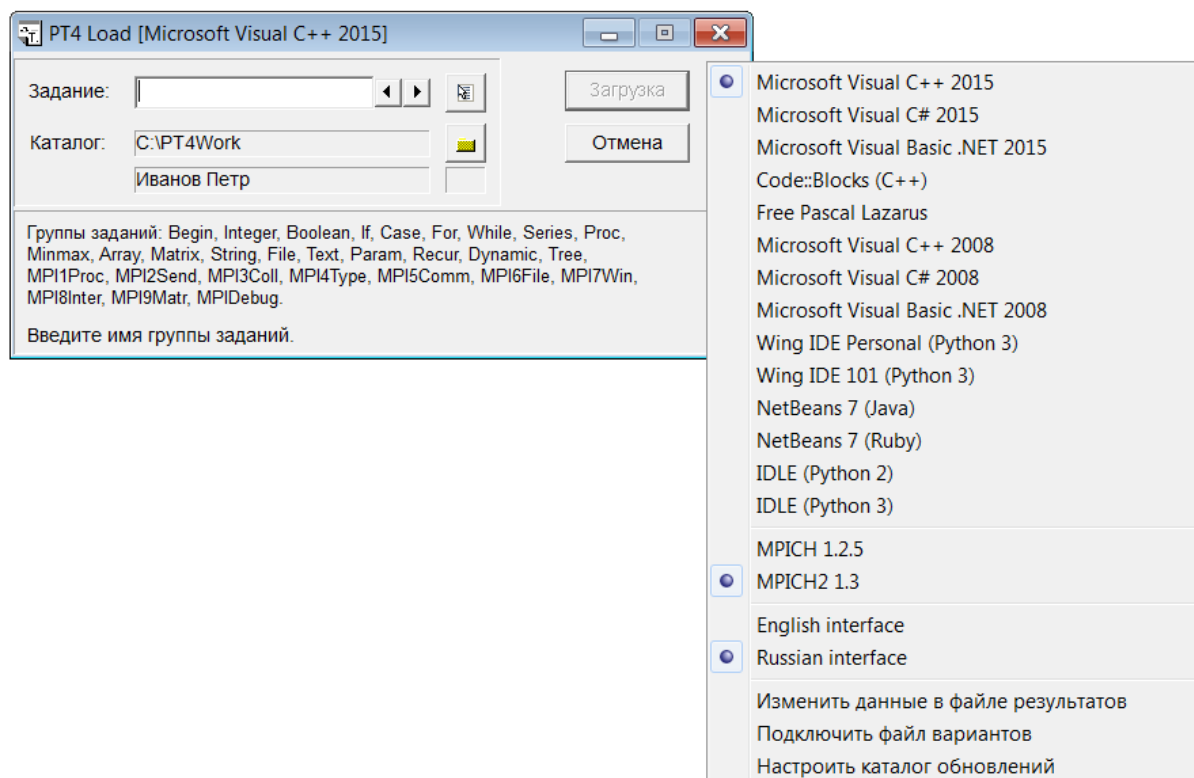 PT4 Load [Microsoft Visual C++ 2015]
Задание:
Загрузка
Каталог:
C:\PT4Work
Отмена
Иванов Петр
Группы заданий: Begin, Integer, Boolean, If, Case, For, While, Series, Proc,
Minmax, Array, Matrix, String, File, Text, Param, Recur, Dynamic, Tree,
MPI1Proc, MPI2Send, MPI3Coll, MPI4Type, MPI5Comm, MPI6File, MPI7Win,
MPI8Inter, MPI9Matr, MPIDebug.
Введите имя группы заданий.
Microsoft Visual C++ 2015
Microsoft Visual C# 2015
Microsoft Visual Basic .NET 2015
Code::Blocks (C++)
Free Pascal Lazarus
Microsoft Visual C++ 2008
Microsoft Visual C# 2008
Microsoft Visual Basic .NET 2008
Wing IDE Personal (Python 3)
Wing IDE 101 (Python 3)
NetBeans 7 (Java)
NetBeans 7 (Ruby)
IDLE (Python 2)
IDLE (Python 3)
MPICH 1.2.5
MPICH2 1.3
English interface
Russian interface
Изменить данные в файле результатов
Подключить файл вариантов
Настроить каталог обновлений